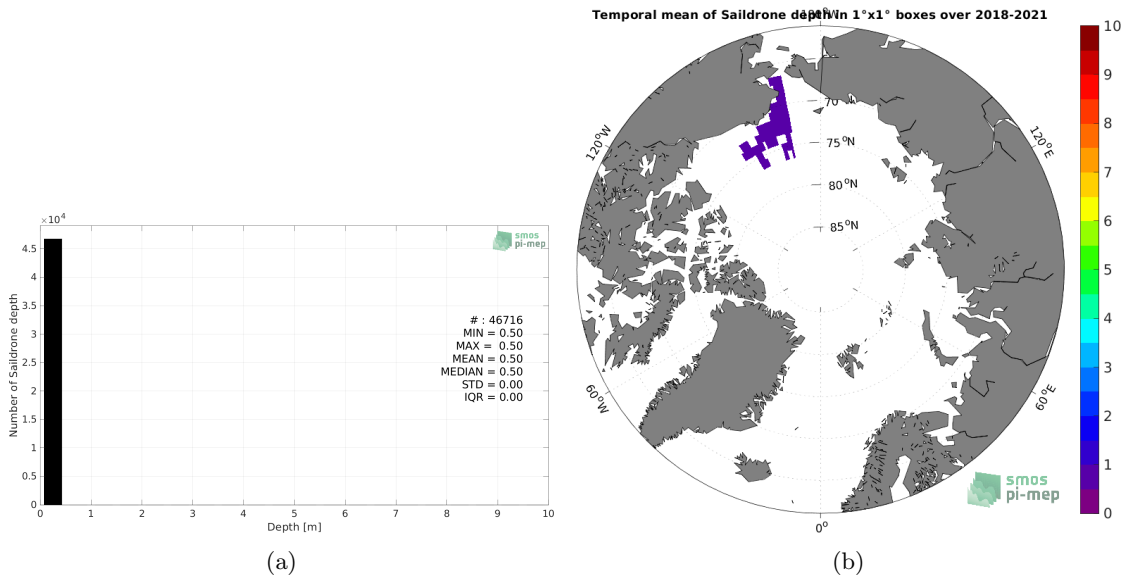 ×10⁴
4.5
4
3.5
3
2.5
2
1.5
1
0.5
0
Number of Saildrone depth
smos
pi-mep
# : 46716
MIN = 0.50
MAX = 0.50
MEAN = 0.50
MEDIAN = 0.50
STD = 0.00
IQR = 0.00
0 1 2 3 4 5 6 7 8 9 10
Depth [m]
(a)
Temporal mean of Saildrone depth in 1°x1° boxes over 2018-2021
180°W
120°W
120°E
70
75°N
80°N
85°N
60°W
60°E
0°
smos
pi-mep
10
9
8
7
6
5
4
3
2
1
0
(b)